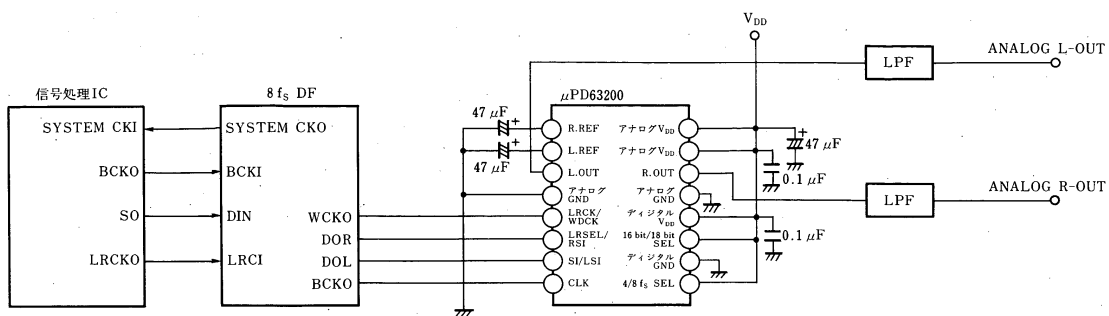 V_DD
ANALOG L-OUT
LPF
信号処理IC
8 f_S DF
μPD63200
47 μF
47 μF
SYSTEM CKI
BCKO
SO
LRCKO
SYSTEM CKO
BCKI
DIN
LRCI
WCKO
DOR
DOL
BCKO
R.REF
L.REF
L.OUT
アナログ
GND
LRCK/
WDCK
LRSEL/
RSI
SI/LSI
CLK
アナログV_DD
アナログV_DD
R.OUT
アナログ
GND
ディジタル
V_DD
16 bit/18 bit
SEL
ディジタル
GND
4/8 f_S SEL
+
+
+
47 μF
0.1 μF
0.1 μF
LPF
ANALOG R-OUT